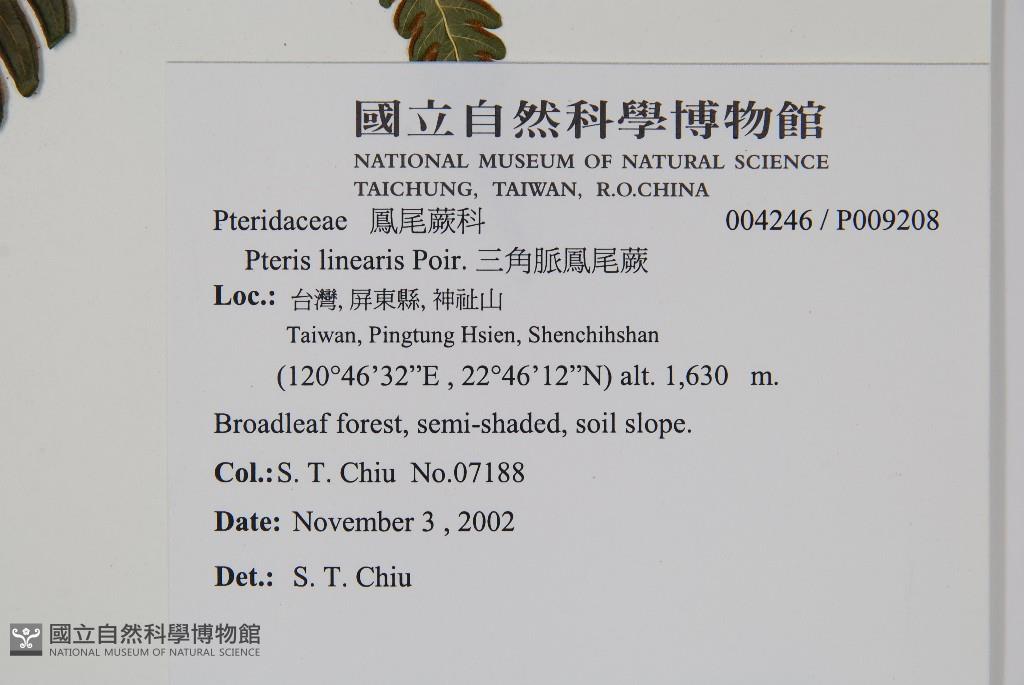 國立自然科學博物館
NATIONAL MUSEUM OF NATURAL SCIENCE
TAICHUNG, TAIWAN, R.O.CHINA
Pteridaceae 鳳尾蕨科 004246 / P009208
Pteris linearis Poir. 三角脈鳳尾蕨
Loc.: 台灣, 屏東縣, 神祉山
Taiwan, Pingtung Hsien, Shenchihshan
(120°46’32”E , 22°46’12”N) alt. 1,630 m.
Broadleaf forest, semi-shaded, soil slope.
Col.: S. T. Chiu No.07188
Date: November 3 , 2002
Det.: S. T. Chiu
國立自然科學博物館
NATIONAL MUSEUM OF NATURAL SCIENCE